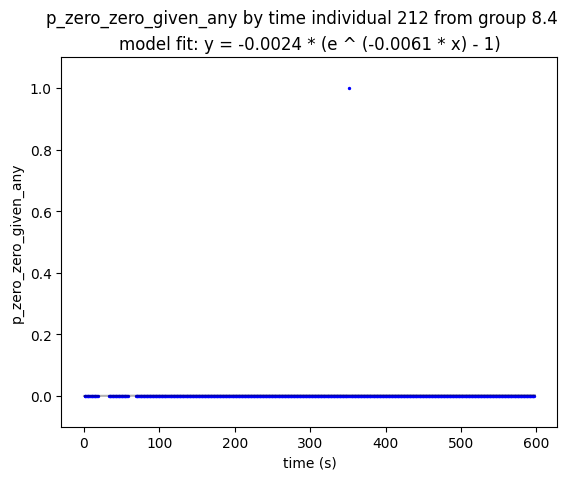 p_zero_zero_given_any by time individual 212 from group 8.4
model fit: y = -0.0024 * (e ^ (-0.0061 * x) - 1)
1.0
0.8
0.6
0.4
0.2
0.0
p_zero_zero_given_any
0 100 200 300 400 500 600
time (s)